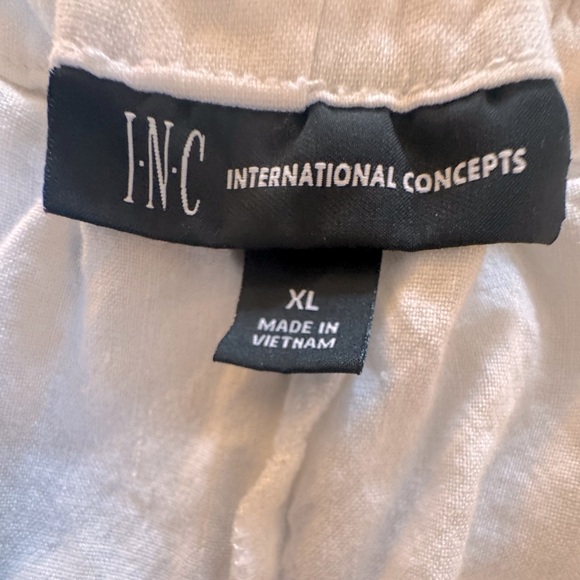 I·N·C INTERNATIONAL CONCEPTS
XL
MADE IN
VIETNAM